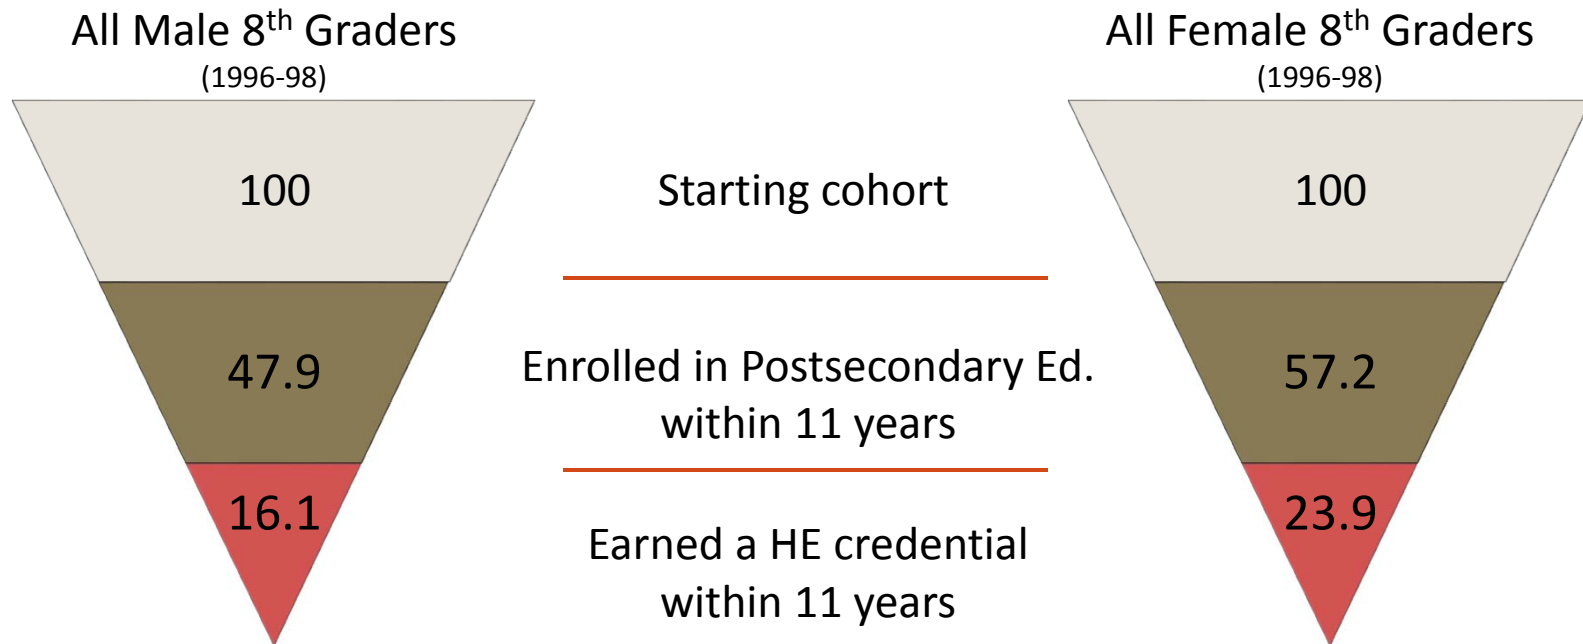 All Male 8th Graders
(1996-98)
100
47.9
16.1
Starting cohort
Enrolled in Postsecondary Ed.
within 11 years
Earned a HE credential
within 11 years
All Female 8th Graders
(1996-98)
100
57.2
23.9